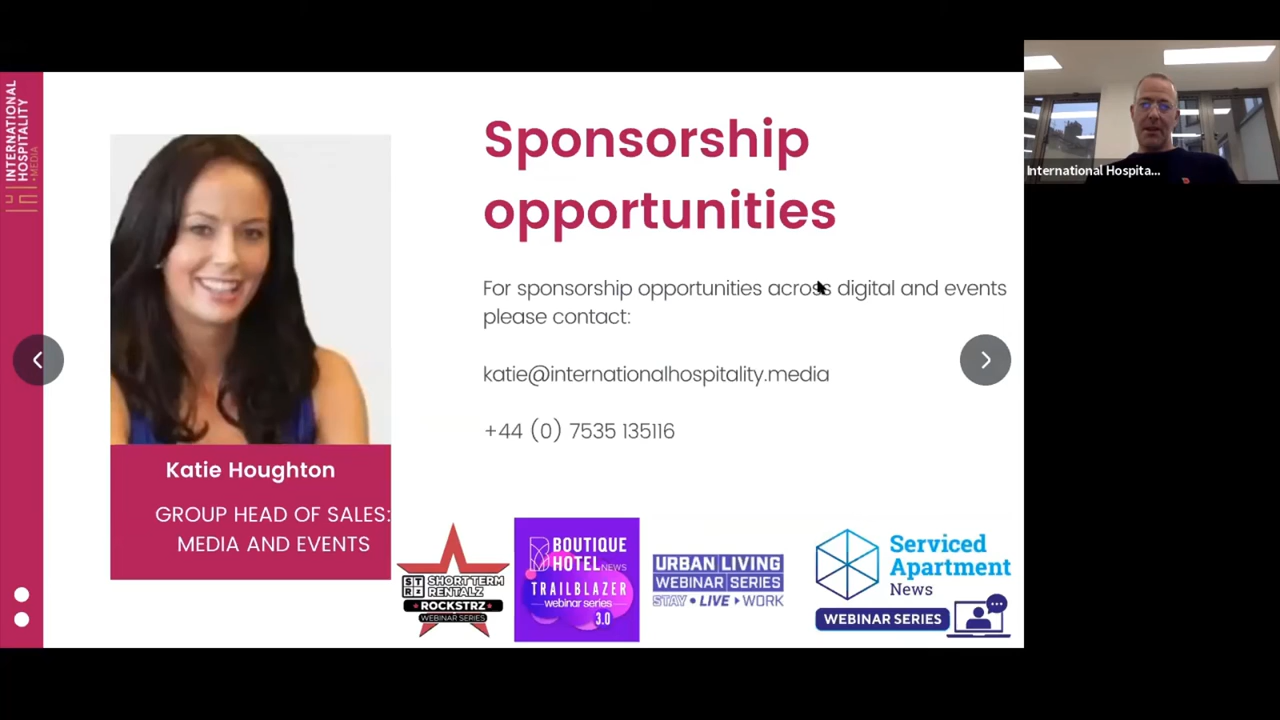 INTERNATIONAL
HOSPITALITY
•MEDIA
Sponsorship
opportunities
For sponsorship opportunities across digital and events
please contact:
katie@internationalhospitality.media
+44 (0) 7535 135116
Katie Houghton
GROUP HEAD OF SALES:
MEDIA AND EVENTS
STRZ
SHORTTERM
RENTALZ
•ROCKSTRZ•
WEBINAR SERIES
BOUTIQUE
HOTEL NEWS
TRAILBLAZER
webinar series
3.0
URBAN LIVING
WEBINAR SERIES
STAY • LIVE ‣ WORK
Serviced
Apartment
News
WEBINAR SERIES
International Hospita...